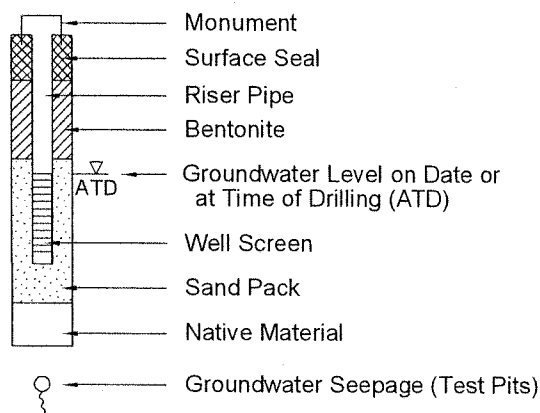 Monument
Surface Seal
Riser Pipe
Bentonite
ATD
Groundwater Level on Date or
at Time of Drilling (ATD)
Well Screen
Sand Pack
Native Material
Groundwater Seepage (Test Pits)